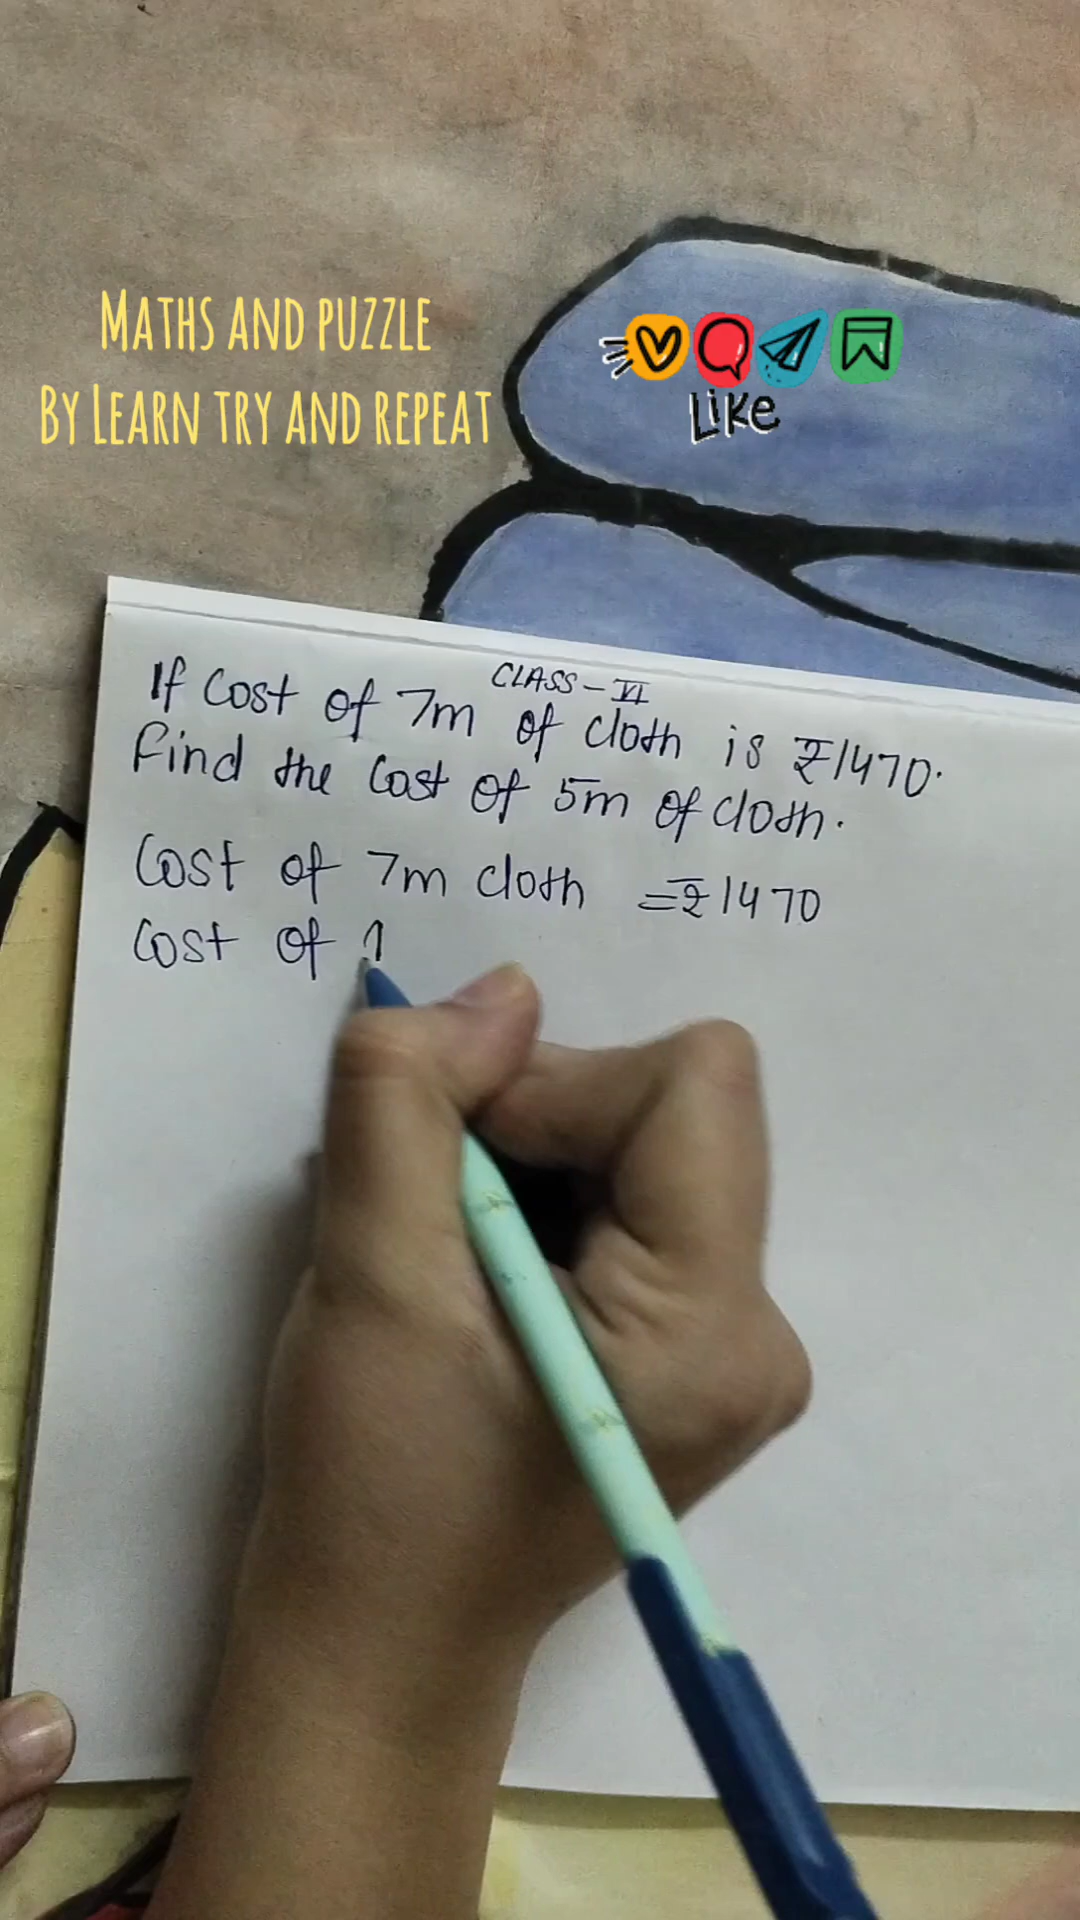 MATHS AND PUZZLE
BY LEARN TRY AND REPEAT
LIKE
CLASS - VI
If Cost of 7m of cloth is ₹1470.
Find the Cost of 5m of cloth.
Cost of 7m cloth = ₹1470
Cost of 1